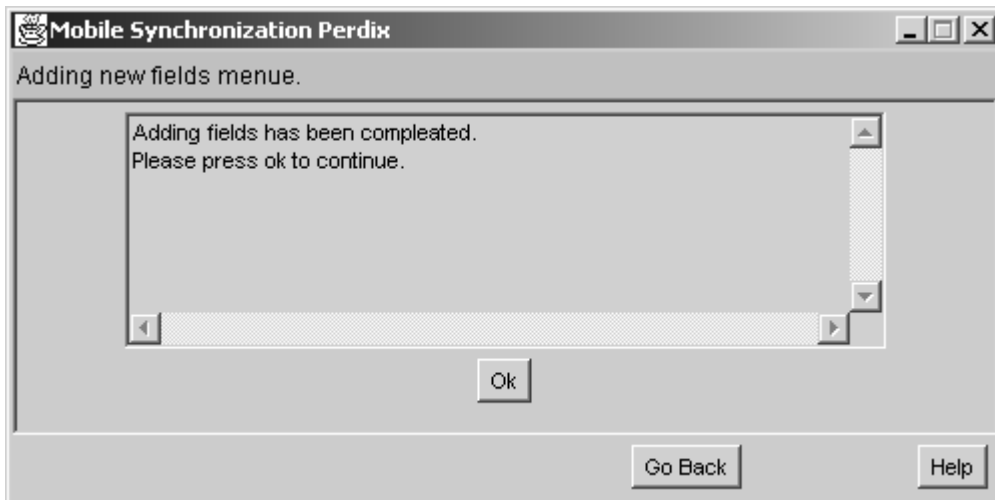 Mobile Synchronization Perdix
Adding new fields menue.
Adding fields has been compleated.
Please press ok to continue.
Ok
Go Back
Help